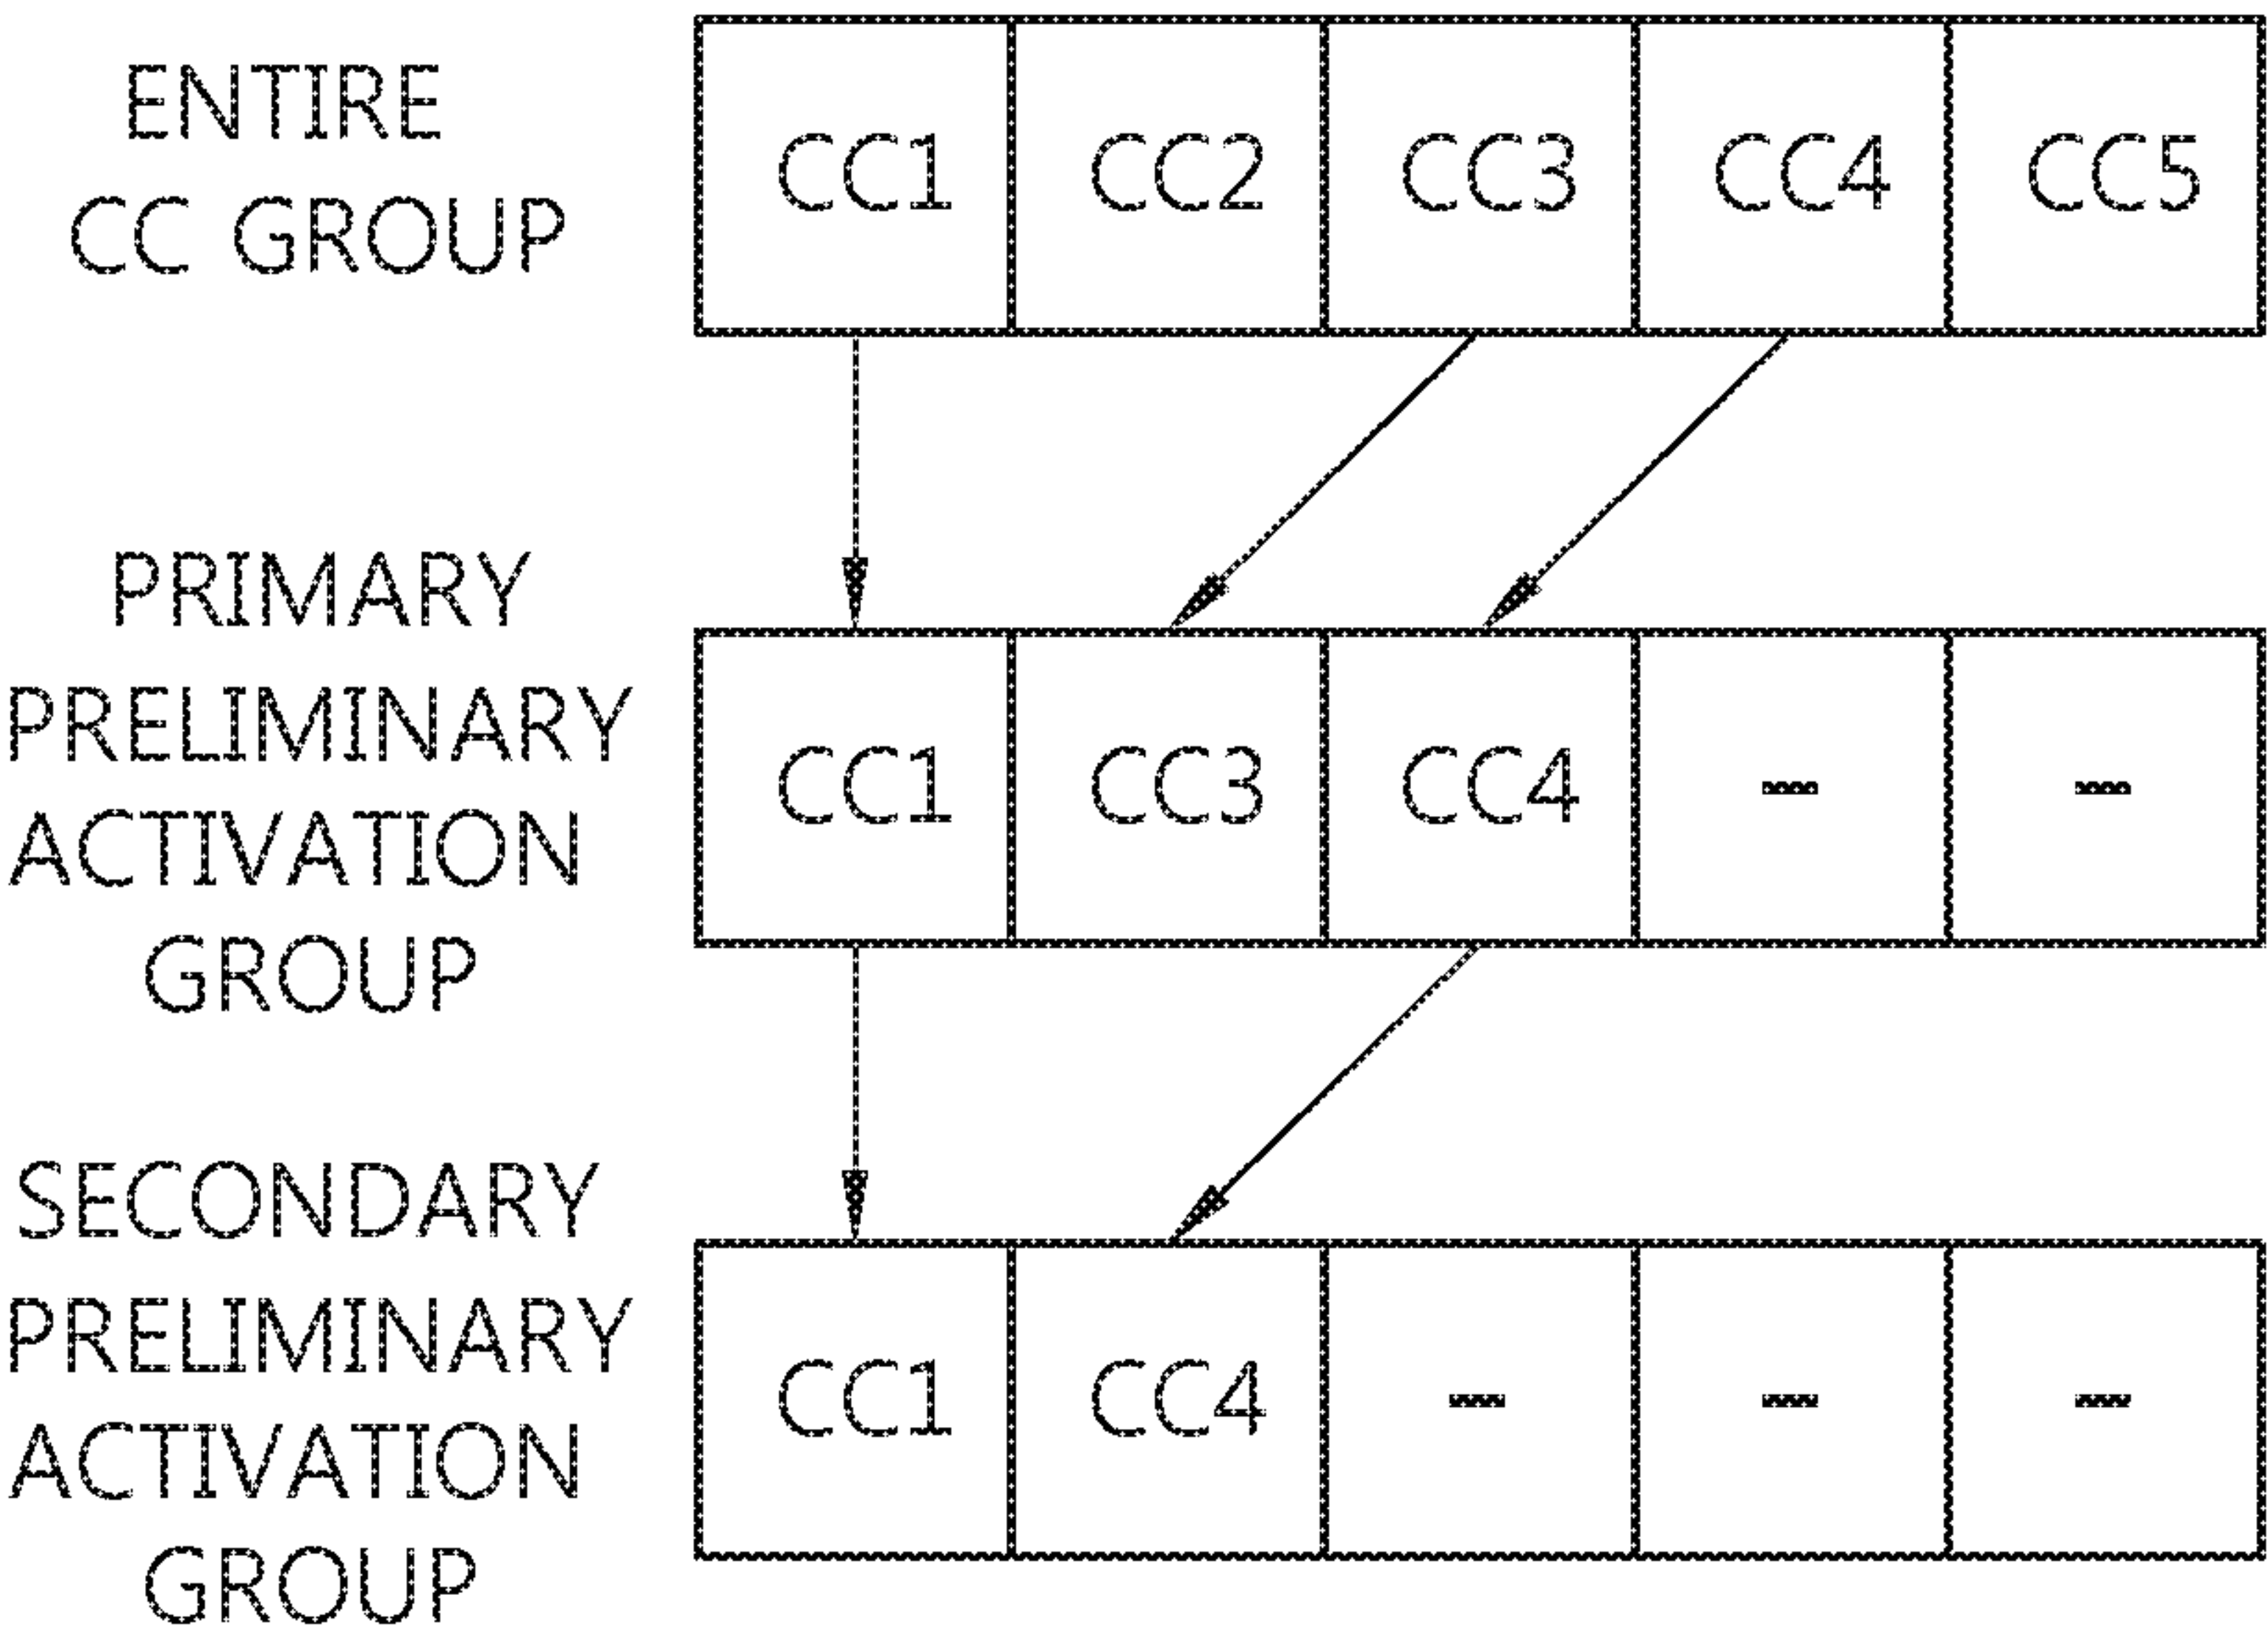 ENTIRE
CC GROUP
CC1 CC2 CC3 CC4 CC5
PRIMARY
PRELIMINARY
ACTIVATION
GROUP
CC1 CC3 CC4 - -
SECONDARY
PRELIMINARY
ACTIVATION
GROUP
CC1 CC4 - - -